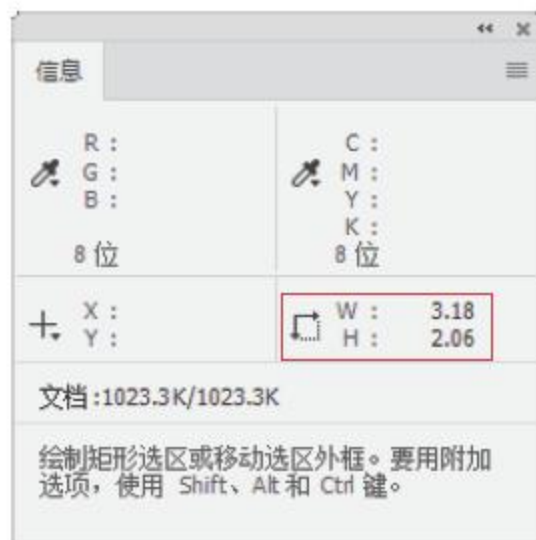 信息
R :
G :
B :
8 位
C :
M :
Y :
K :
8 位
X :
Y :
W : 3.18
H : 2.06
文档:1023.3K/1023.3K
绘制矩形选区或移动选区外框。要用附加
选项，使用 Shift、Alt 和 Ctrl 键。